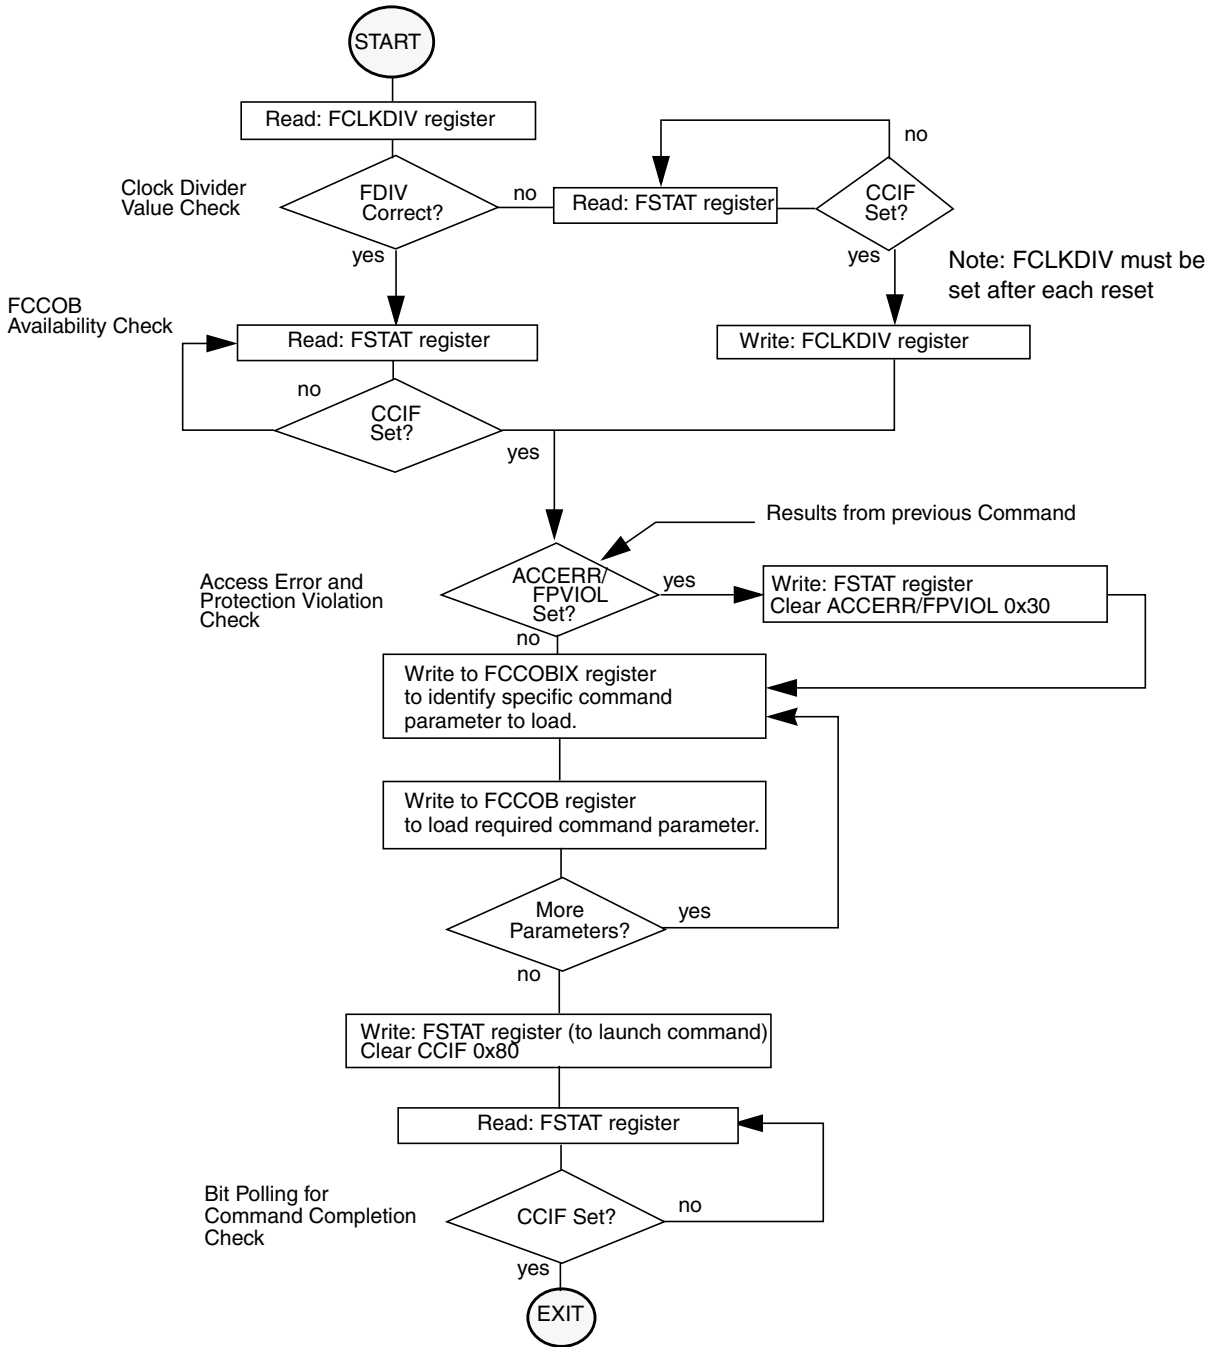 START
Read: FCLKDIV register
Clock Divider
Value Check
FDIV
Correct?
no
Read: FSTAT register
no
CCIF
Set?
yes
yes
Note: FCLKDIV must be
set after each reset
FCCOB
Availability Check
Read: FSTAT register
Write: FCLKDIV register
no
CCIF
Set?
yes
Results from previous Command
Access Error and
Protection Violation
Check
ACCERR/
FPVIOL
Set?
yes
Write: FSTAT register
Clear ACCERR/FPVIOL 0x30
no
Write to FCCOBIX register
to identify specific command
parameter to load.
Write to FCCOB register
to load required command parameter.
More
Parameters?
yes
no
Write: FSTAT register (to launch command)
Clear CCIF 0x80
Read: FSTAT register
Bit Polling for
Command Completion
Check
CCIF Set?
no
yes
EXIT